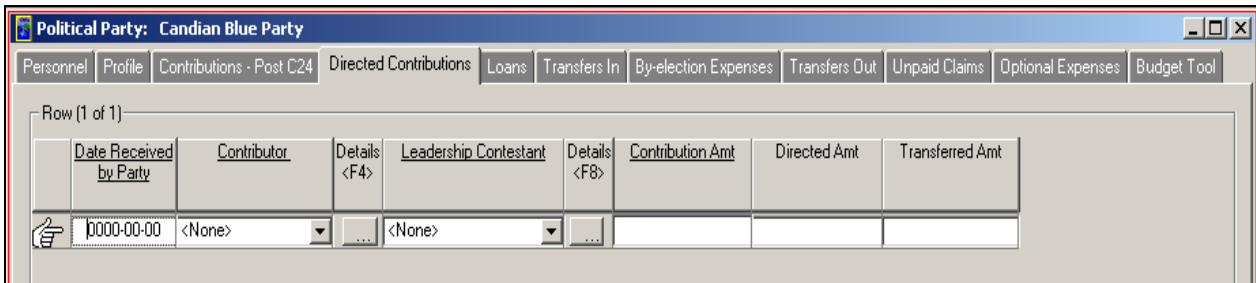 Political Party: Candian Blue Party
Personnel Profile Contributions - Post C24 Directed Contributions Loans Transfers In By-election Expenses Transfers Out Unpaid Claims Optional Expenses Budget Tool
Row (1 of 1)
Date Received Contributor Details Leadership Contestant Details Contribution Amt Directed Amt Transferred Amt
by Party <F4> <F8>
0000-00-00 <None> ... <None> ...